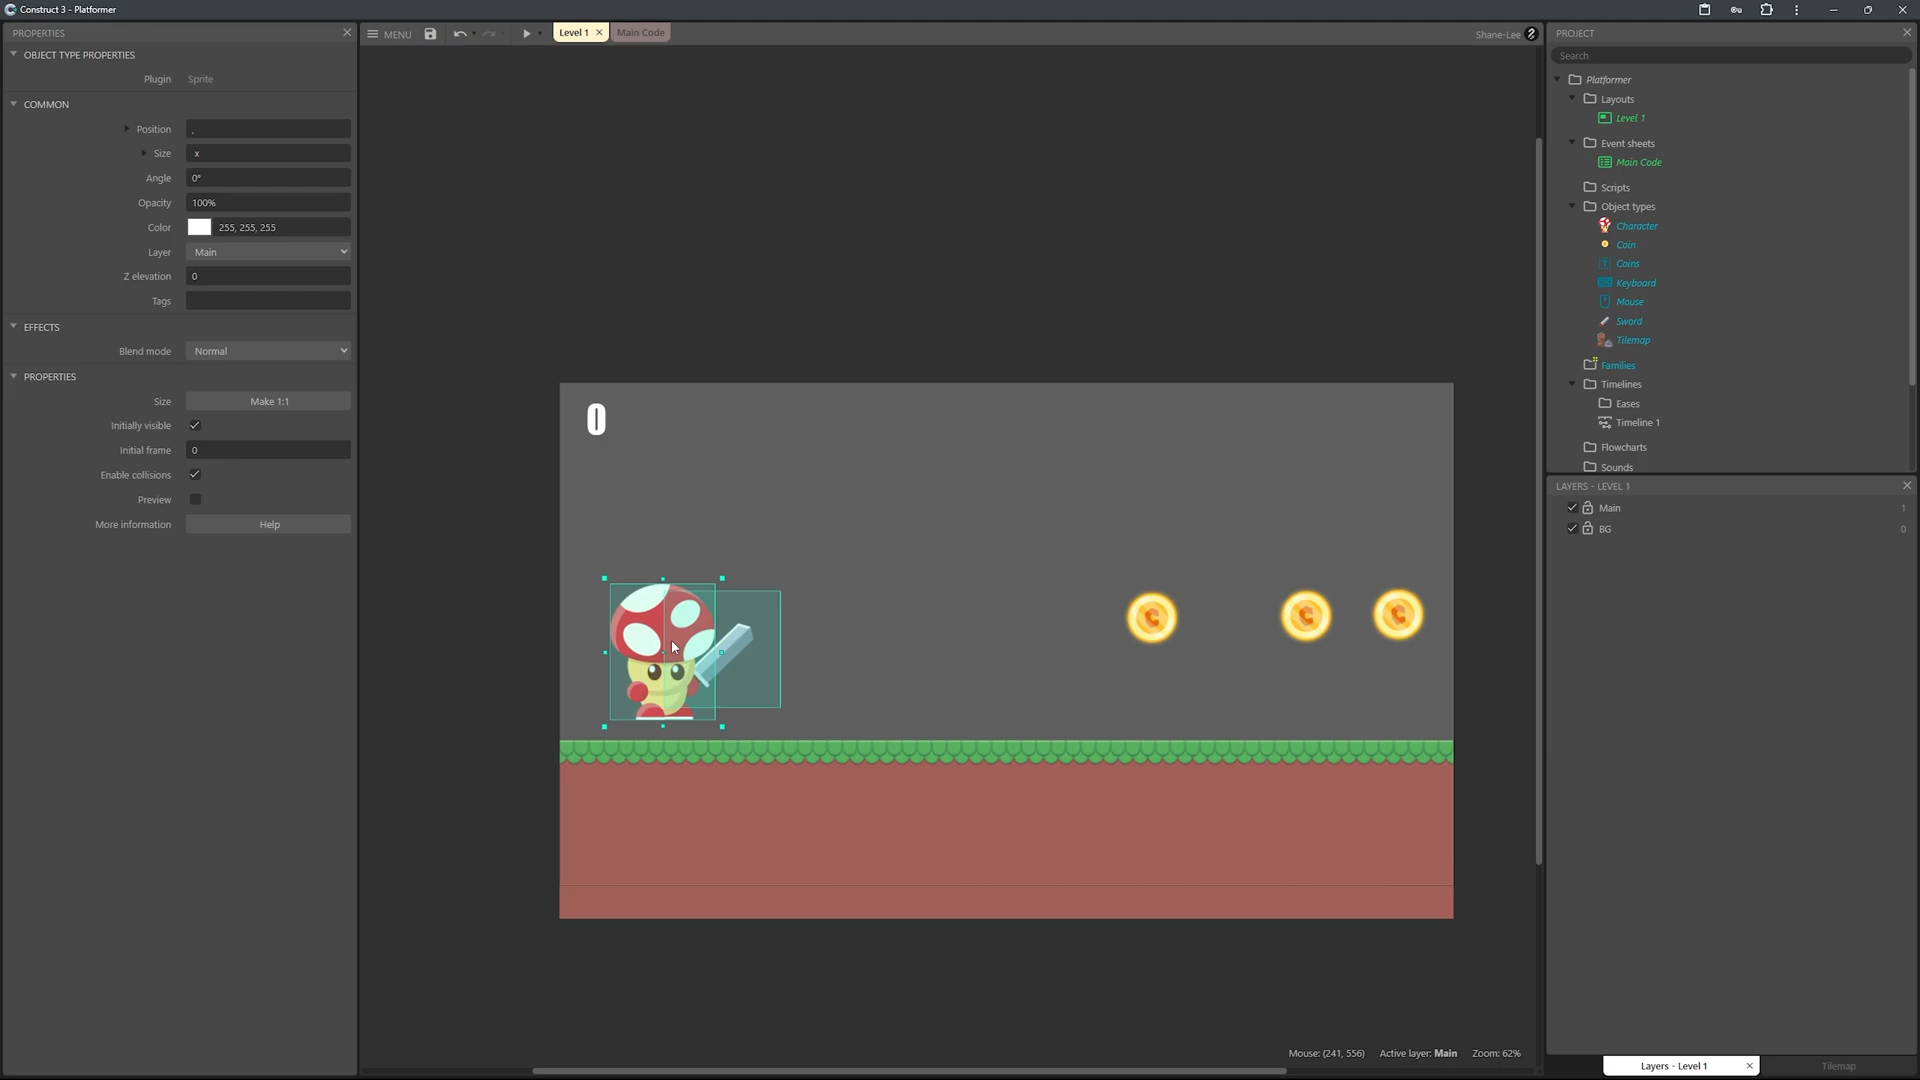 Construct 3 - Platformer
PROPERTIES
OBJECT TYPE PROPERTIES
Plugin Sprite
COMMON
Position ,
Size x
Angle 0°
Opacity 100%
Color 255, 255, 255
Layer Main
Z elevation 0
Tags
EFFECTS
Blend mode Normal
PROPERTIES
Size Make 1:1
Initially visible
Initial frame 0
Enable collisions
Preview
More information Help
MENU
Level 1
Main Code
Shane-Lee
0
Mouse: (241, 556) Active layer: Main Zoom: 62%
PROJECT
Search
Platformer
Layouts
Level 1
Event sheets
Main Code
Scripts
Object types
Character
Coin
Coins
Keyboard
Mouse
Sword
Tilemap
Families
Timelines
Eases
Timeline 1
Flowcharts
Sounds
LAYERS - LEVEL 1
Main 1
BG 0
Layers - Level 1
Tilemap